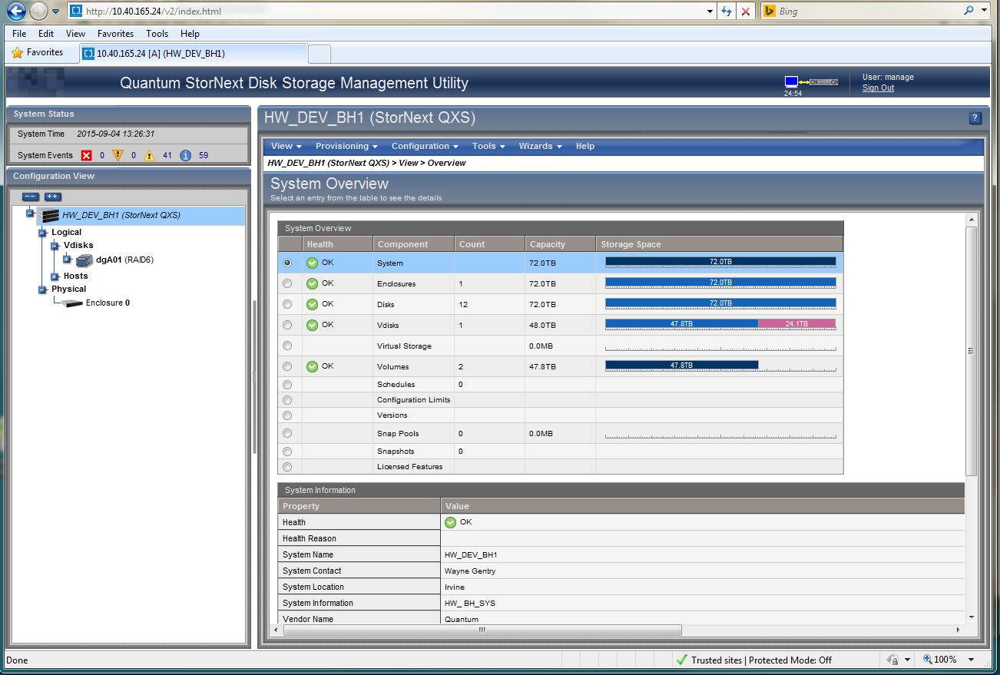 http://10.40.165.24/v2/index.html
Bing
File Edit View Favorites Tools Help
Favorites
10.40.165.24 [A] (HW_DEV_BH1)
Quantum StorNext Disk Storage Management Utility
24:54
User: manage
Sign Out
System Status
System Time 2015-09-04 13:26:31
System Events 0 0 41 59
Configuration View
HW_DEV_BH1 (StorNext QXS)
Logical
Vdisks
dgA01 (RAID6)
Hosts
Physical
Enclosure 0
HW_DEV_BH1 (StorNext QXS)
?
View Provisioning Configuration Tools Wizards Help
HW_DEV_BH1 (StorNext QXS) > View > Overview
System Overview
Select an entry from the table to see the details
System Overview
Health Component Count Capacity Storage Space
OK System 72.0TB 72.0TB
OK Enclosures 1 72.0TB 72.0TB
OK Disks 12 72.0TB 72.0TB
OK Vdisks 1 48.0TB 47.8TB 24.1TB
Virtual Storage 0.0MB
OK Volumes 2 47.8TB 47.8TB
Schedules 0
Configuration Limits
Versions
Snap Pools 0 0.0MB
Snapshots 0
Licensed Features
System Information
Property Value
Health OK
Health Reason
System Name HW_DEV_BH1
System Contact Wayne Gentry
System Location Irvine
System Information HW_ BH_SYS
Vendor Name Quantum
Done
Trusted sites | Protected Mode: Off
100%